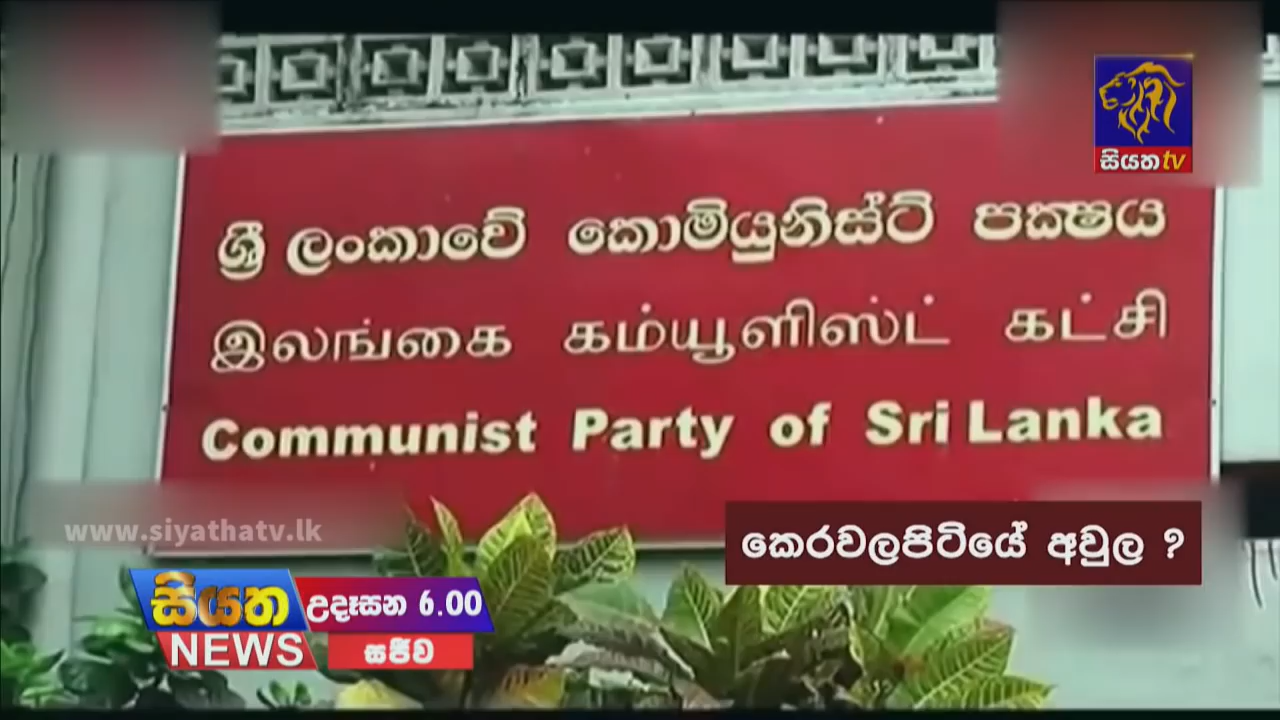 සියත tv
ශ්‍රී ලංකාවේ කොමියුනිස්ට් පක්ෂය
இலங்கை கம்யூனிஸ்ட் கட்சி
Communist Party of Sri Lanka
www.siyathatv.lk
කෙරවලපිටියේ අවුල ?
සියත
NEWS
උදෑසන 6.00
සජීව